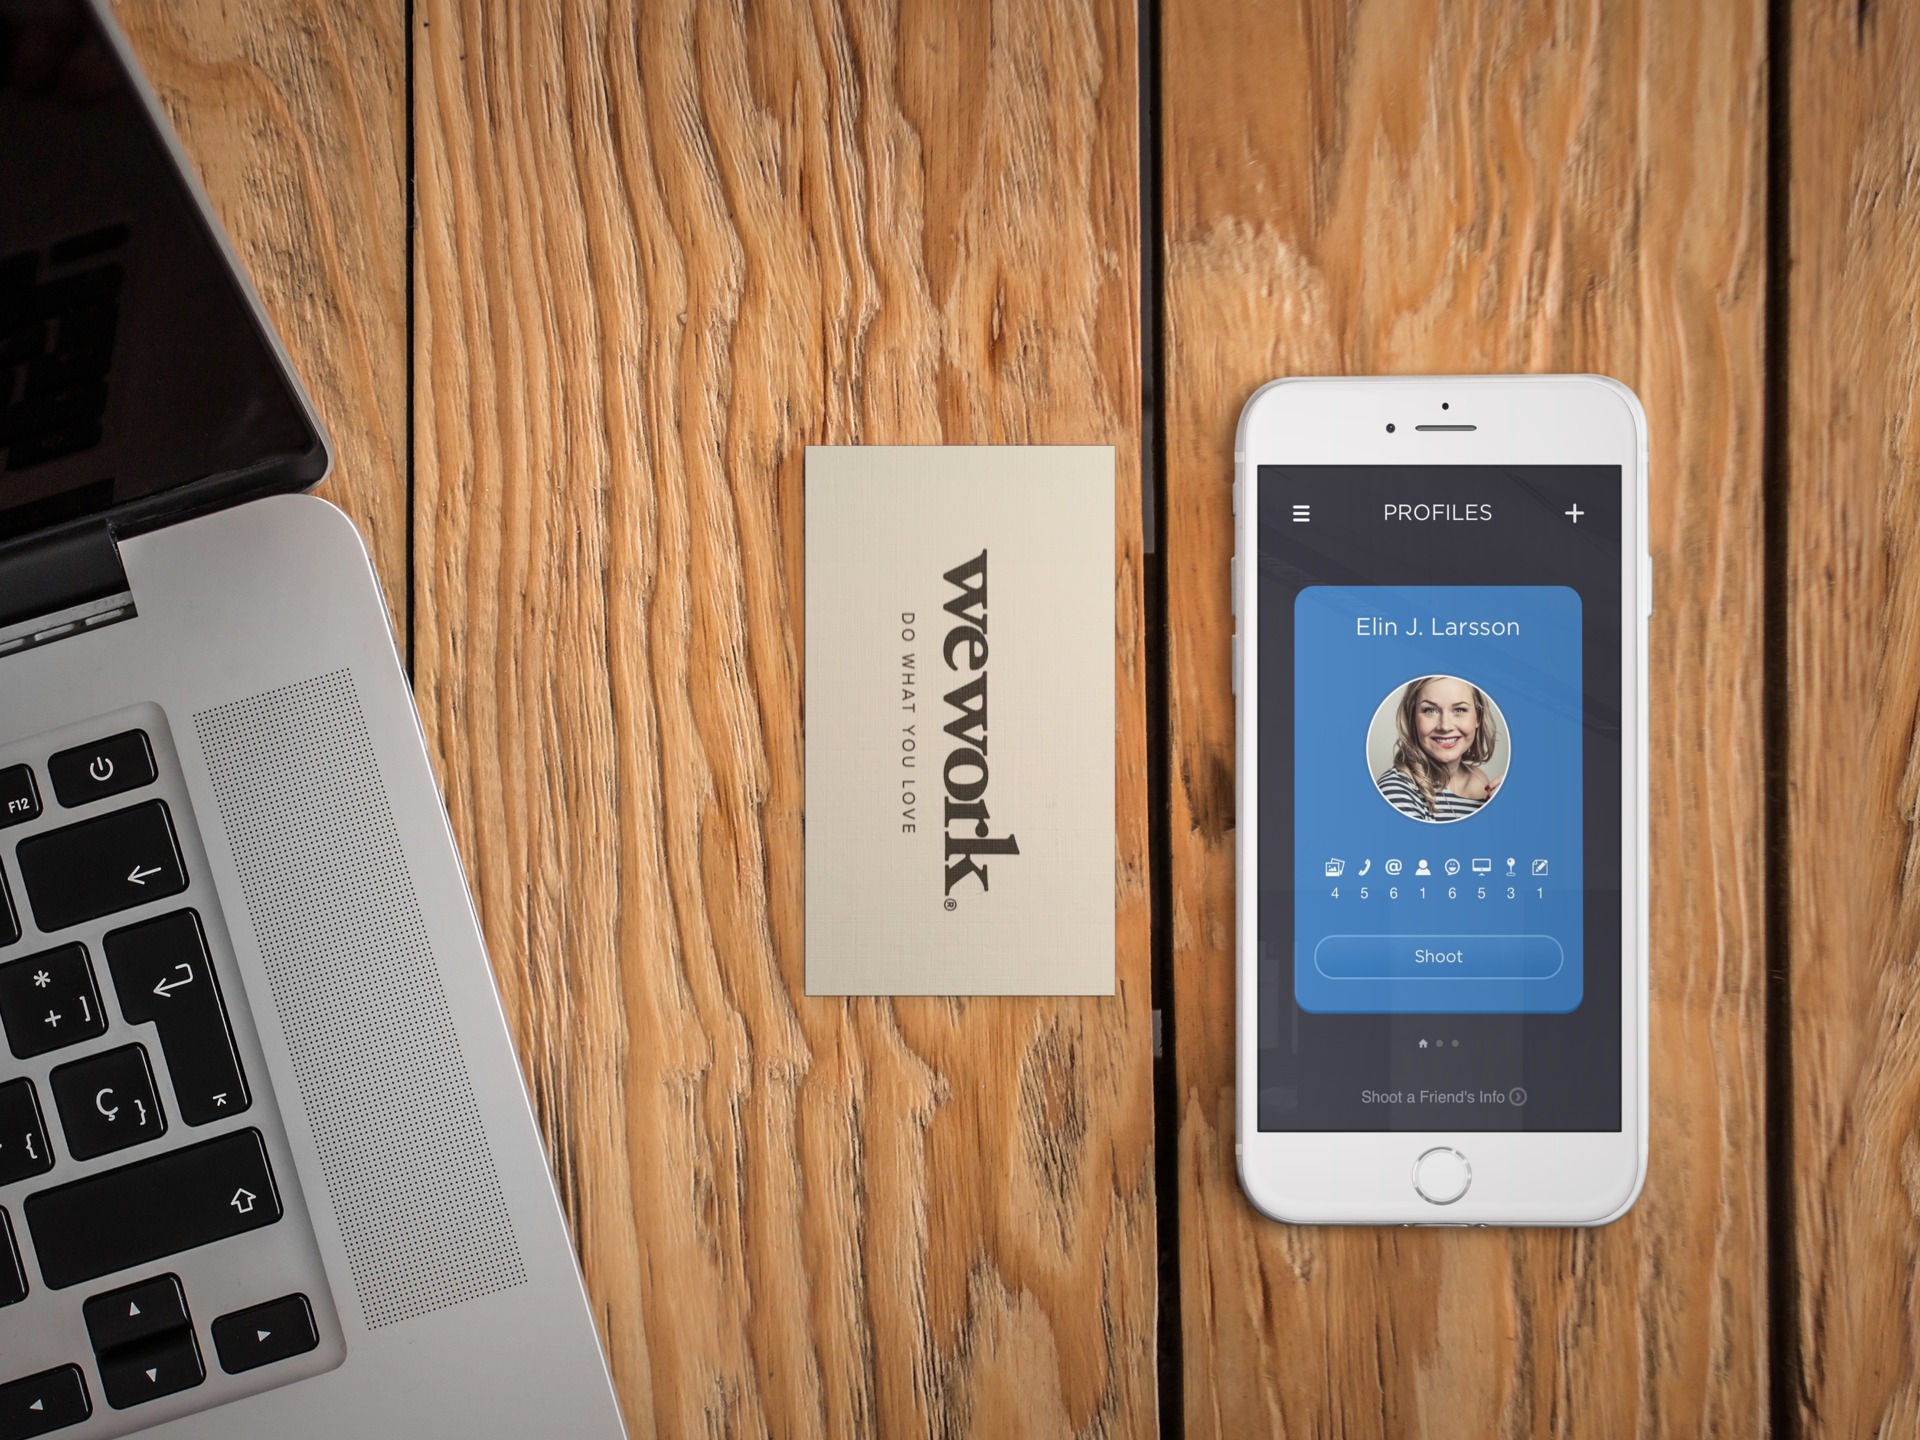 F12
*
+ ]
Ç }
{
wework®
DO WHAT YOU LOVE
PROFILES
Elin J. Larsson
4 5 6 1 6 5 3 1
Shoot
Shoot a Friend's Info